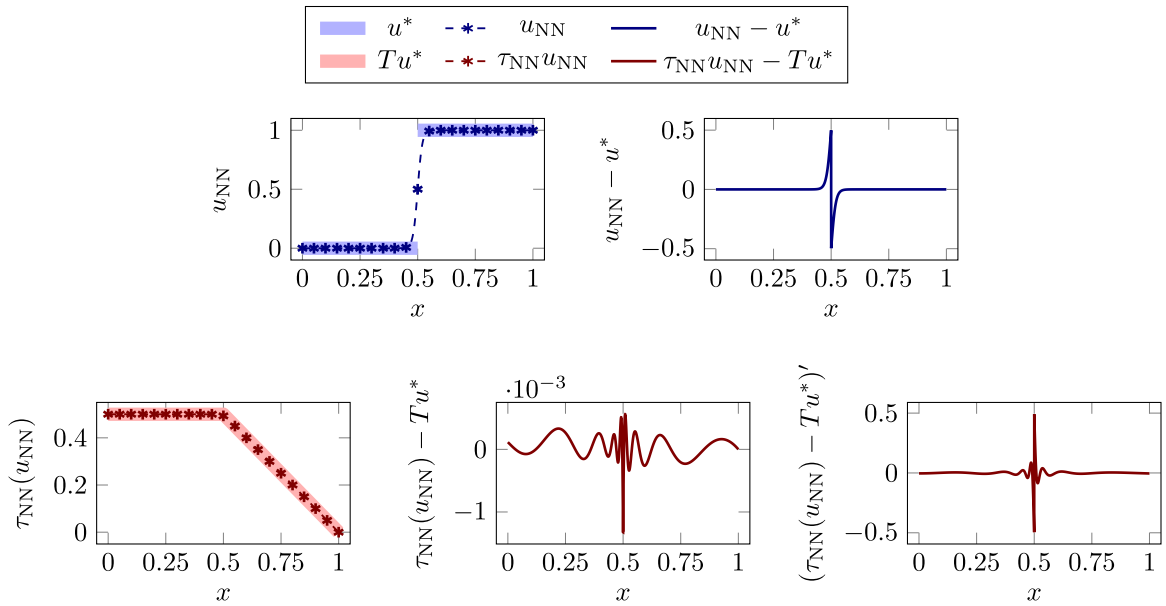 u* u_NN u_NN − u*
Tu* τ_NN u_NN τ_NN u_NN − Tu*
u_NN
1
0.5
0
0 0.25 0.5 0.75 1
x
u_NN − u*
0.5
0
−0.5
0 0.25 0.5 0.75 1
x
τ_NN(u_NN)
0.4
0.2
0
0 0.25 0.5 0.75 1
x
τ_NN(u_NN) − Tu*
·10⁻³
0
−1
0 0.25 0.5 0.75 1
x
(τ_NN(u_NN) − Tu*)′
0.5
0
−0.5
0 0.25 0.5 0.75 1
x